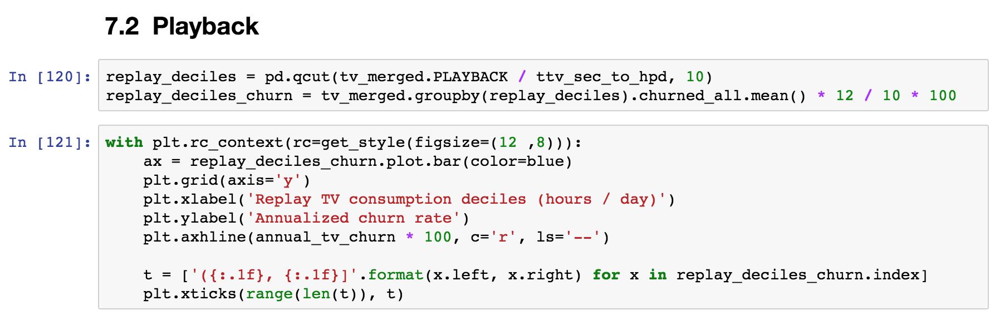 7.2 Playback
In [120]:
replay_deciles = pd.qcut(tv_merged.PLAYBACK / ttv_sec_to_hpd, 10)
replay_deciles_churn = tv_merged.groupby(replay_deciles).churned_all.mean() * 12 / 10 * 100
In [121]:
with plt.rc_context(rc=get_style(figsize=(12 ,8))):
    ax = replay_deciles_churn.plot.bar(color=blue)
    plt.grid(axis='y')
    plt.xlabel('Replay TV consumption deciles (hours / day)')
    plt.ylabel('Annualized churn rate')
    plt.axhline(annual_tv_churn * 100, c='r', ls='--')
    t = ['({:.1f}, {:.1f}]'.format(x.left, x.right) for x in replay_deciles_churn.index]
    plt.xticks(range(len(t)), t)